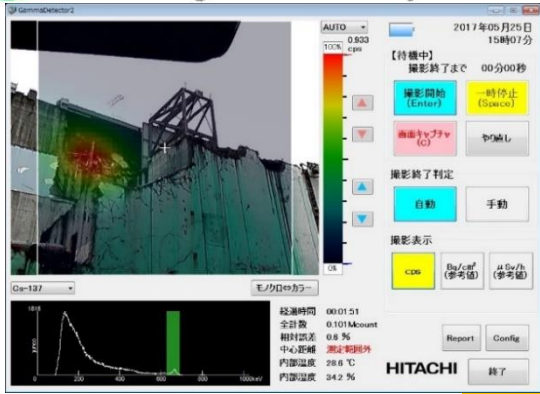 GammaDetector2
AUTO
0.933
cps
100%
0%
Cs-137
モノクロ⇔カラー
2017年05月25日
15時07分
【待機中】
撮影終了まで 00分00秒
撮影開始
(Enter)
一時停止
(Space)
画面キャプチャ
(C)
やり直し
撮影終了判定
自動
手動
撮影表示
cps
Bq/cm²
(参考値)
μSv/h
(参考値)
Report
Config
HITACHI
終了
1816
0
200
400
600
800
1000keV
経過時間 00:01:51
全計数 0.101Mcount
相対誤差 0.6 %
中心距離 測定範囲外
内部温度 28.6 ℃
内部湿度 34.2 %